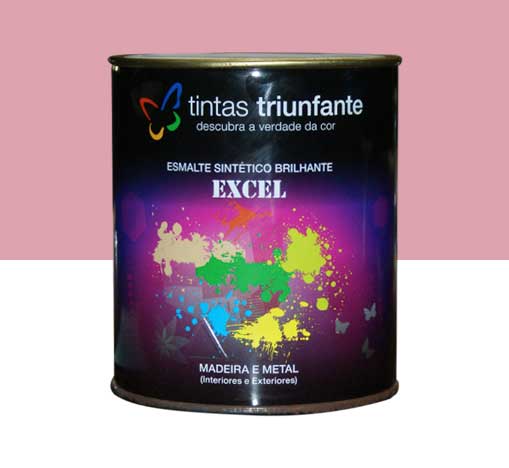 tintas triunfante
descubra a verdade da cor
ESMALTE SINTÉTICO BRILHANTE
EXCEL
MADEIRA E METAL
(Interiores e Exteriores)